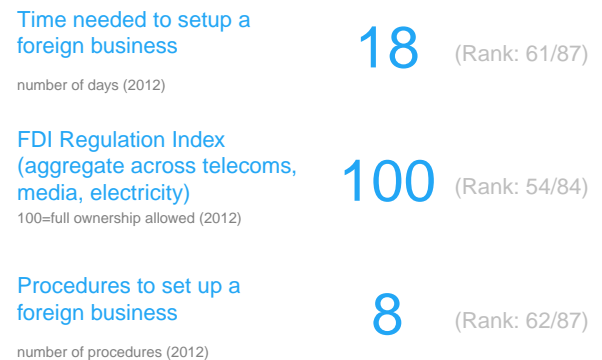 Time needed to setup a
foreign business
18 (Rank: 61/87)
number of days (2012)
FDI Regulation Index
(aggregate across telecoms,
media, electricity)
100 (Rank: 54/84)
100=full ownership allowed (2012)
Procedures to set up a
foreign business
8 (Rank: 62/87)
number of procedures (2012)